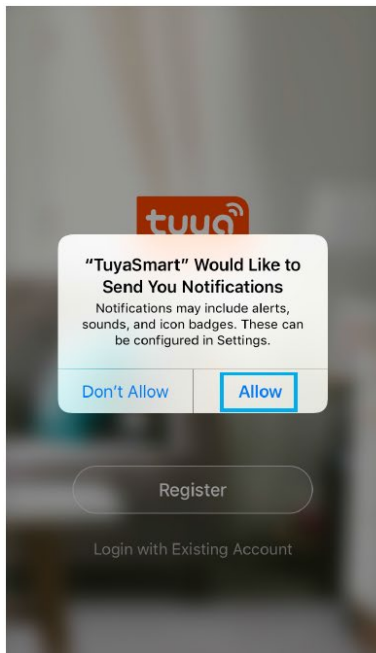 tuya
“TuyaSmart” Would Like to
Send You Notifications
Notifications may include alerts,
sounds, and icon badges. These can
be configured in Settings.
Don't Allow
Allow
Register
Login with Existing Account